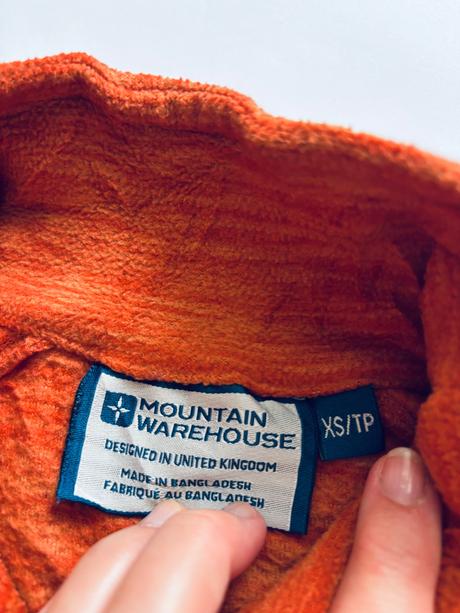 MOUNTAIN
WAREHOUSE
DESIGNED IN UNITED KINGDOM
MADE IN BANGLADESH
FABRIQUÉ AU BANGLADESH
XS/TP